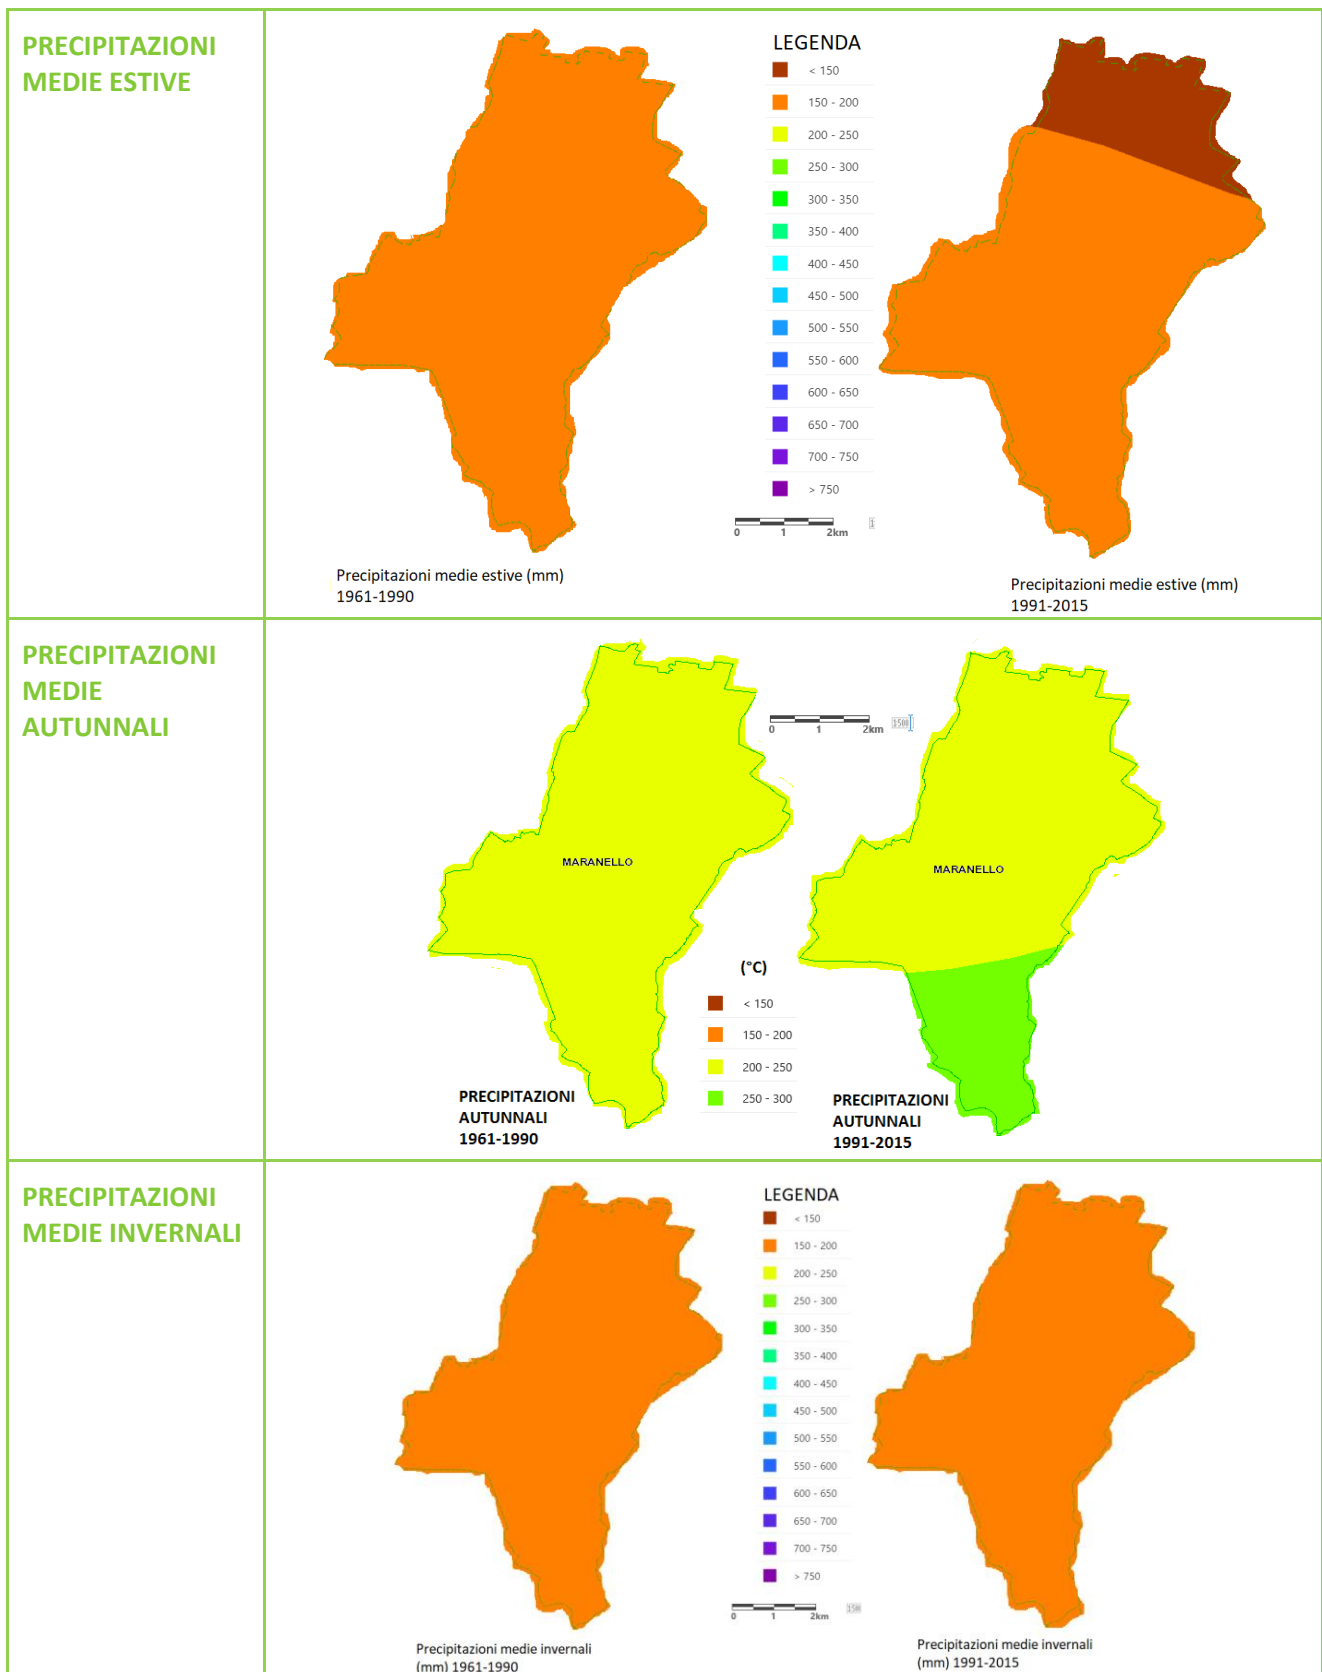 PRECIPITAZIONI
MEDIE ESTIVE
LEGENDA
< 150
150 - 200
200 - 250
250 - 300
300 - 350
350 - 400
400 - 450
450 - 500
500 - 550
550 - 600
600 - 650
650 - 700
700 - 750
> 750
0 1 2km
Precipitazioni medie estive (mm)
1961-1990
Precipitazioni medie estive (mm)
1991-2015
PRECIPITAZIONI
MEDIE
AUTUNNALI
0 1 2km
MARANELLO
MARANELLO
(°C)
< 150
150 - 200
200 - 250
250 - 300
PRECIPITAZIONI
AUTUNNALI
1961-1990
PRECIPITAZIONI
AUTUNNALI
1991-2015
PRECIPITAZIONI
MEDIE INVERNALI
LEGENDA
< 150
150 - 200
200 - 250
250 - 300
300 - 350
350 - 400
400 - 450
450 - 500
500 - 550
550 - 600
600 - 650
650 - 700
700 - 750
> 750
0 1 2km
Precipitazioni medie invernali
(mm) 1961-1990
Precipitazioni medie invernali
(mm) 1991-2015